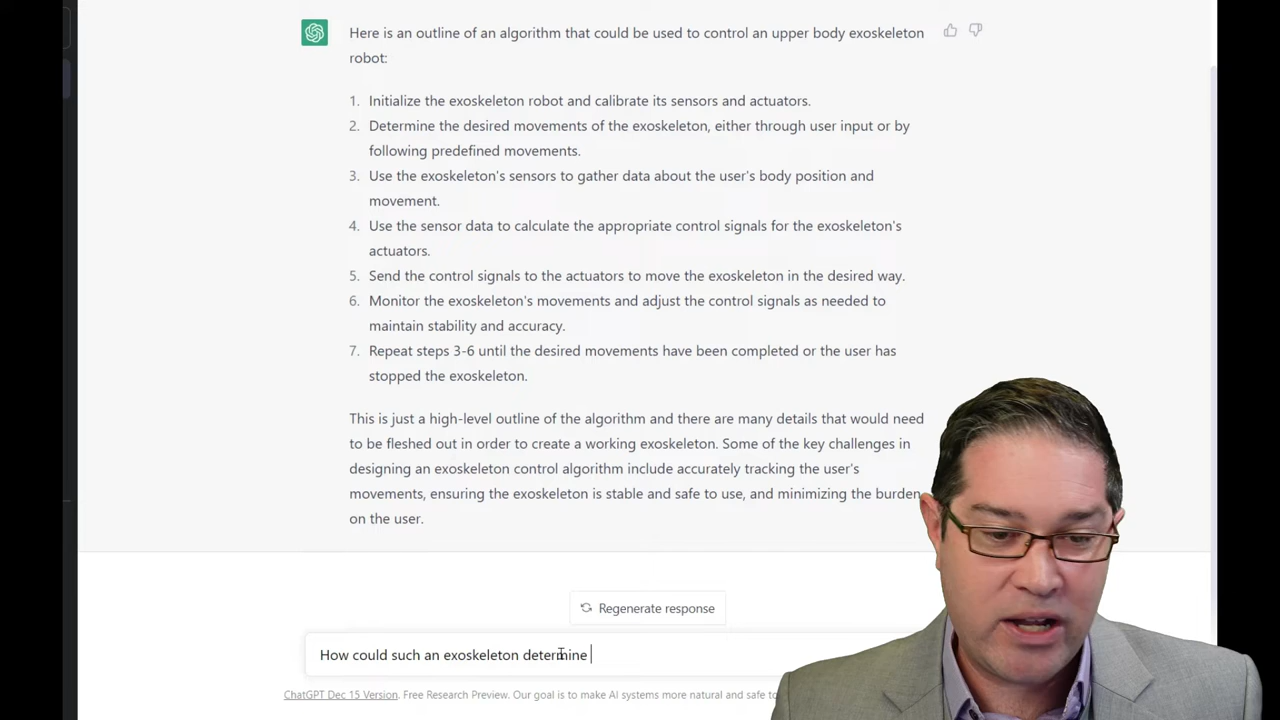 Here is an outline of an algorithm that could be used to control an upper body exoskeleton
robot:
1. Initialize the exoskeleton robot and calibrate its sensors and actuators.
2. Determine the desired movements of the exoskeleton, either through user input or by
following predefined movements.
3. Use the exoskeleton's sensors to gather data about the user's body position and
movement.
4. Use the sensor data to calculate the appropriate control signals for the exoskeleton's
actuators.
5. Send the control signals to the actuators to move the exoskeleton in the desired way.
6. Monitor the exoskeleton's movements and adjust the control signals as needed to
maintain stability and accuracy.
7. Repeat steps 3-6 until the desired movements have been completed or the user has
stopped the exoskeleton.
This is just a high-level outline of the algorithm and there are many details that would need
to be fleshed out in order to create a working exoskeleton. Some of the key challenges in
designing an exoskeleton control algorithm include accurately tracking the user's
movements, ensuring the exoskeleton is stable and safe to use, and minimizing the burden
on the user.
Regenerate response
How could such an exoskeleton determine
ChatGPT Dec 15 Version. Free Research Preview. Our goal is to make AI systems more natural and safe to